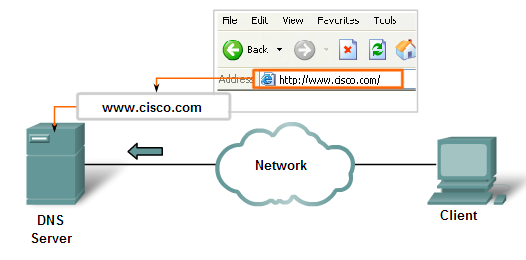 File Edit View Favorites Tools
Back
Address http://www.cisco.com/
www.cisco.com
Network
DNS
Server
Client